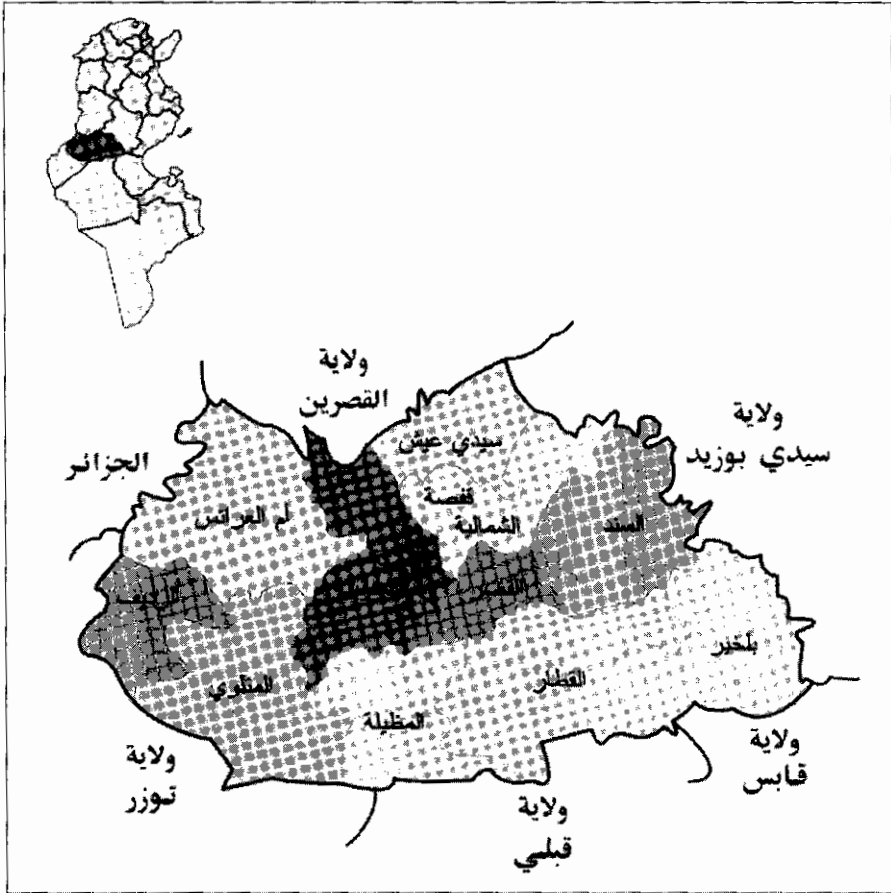 ولاية
القصرين
ولاية
سيدي بوزيد
الجزائر
سيدي عيش
قفصة
الشمالية
السند
أم العرائس
القصر
بلخير
القطار
المتلوي
المظيلة
ولاية
قابس
ولاية
توزر
ولاية
قبلي